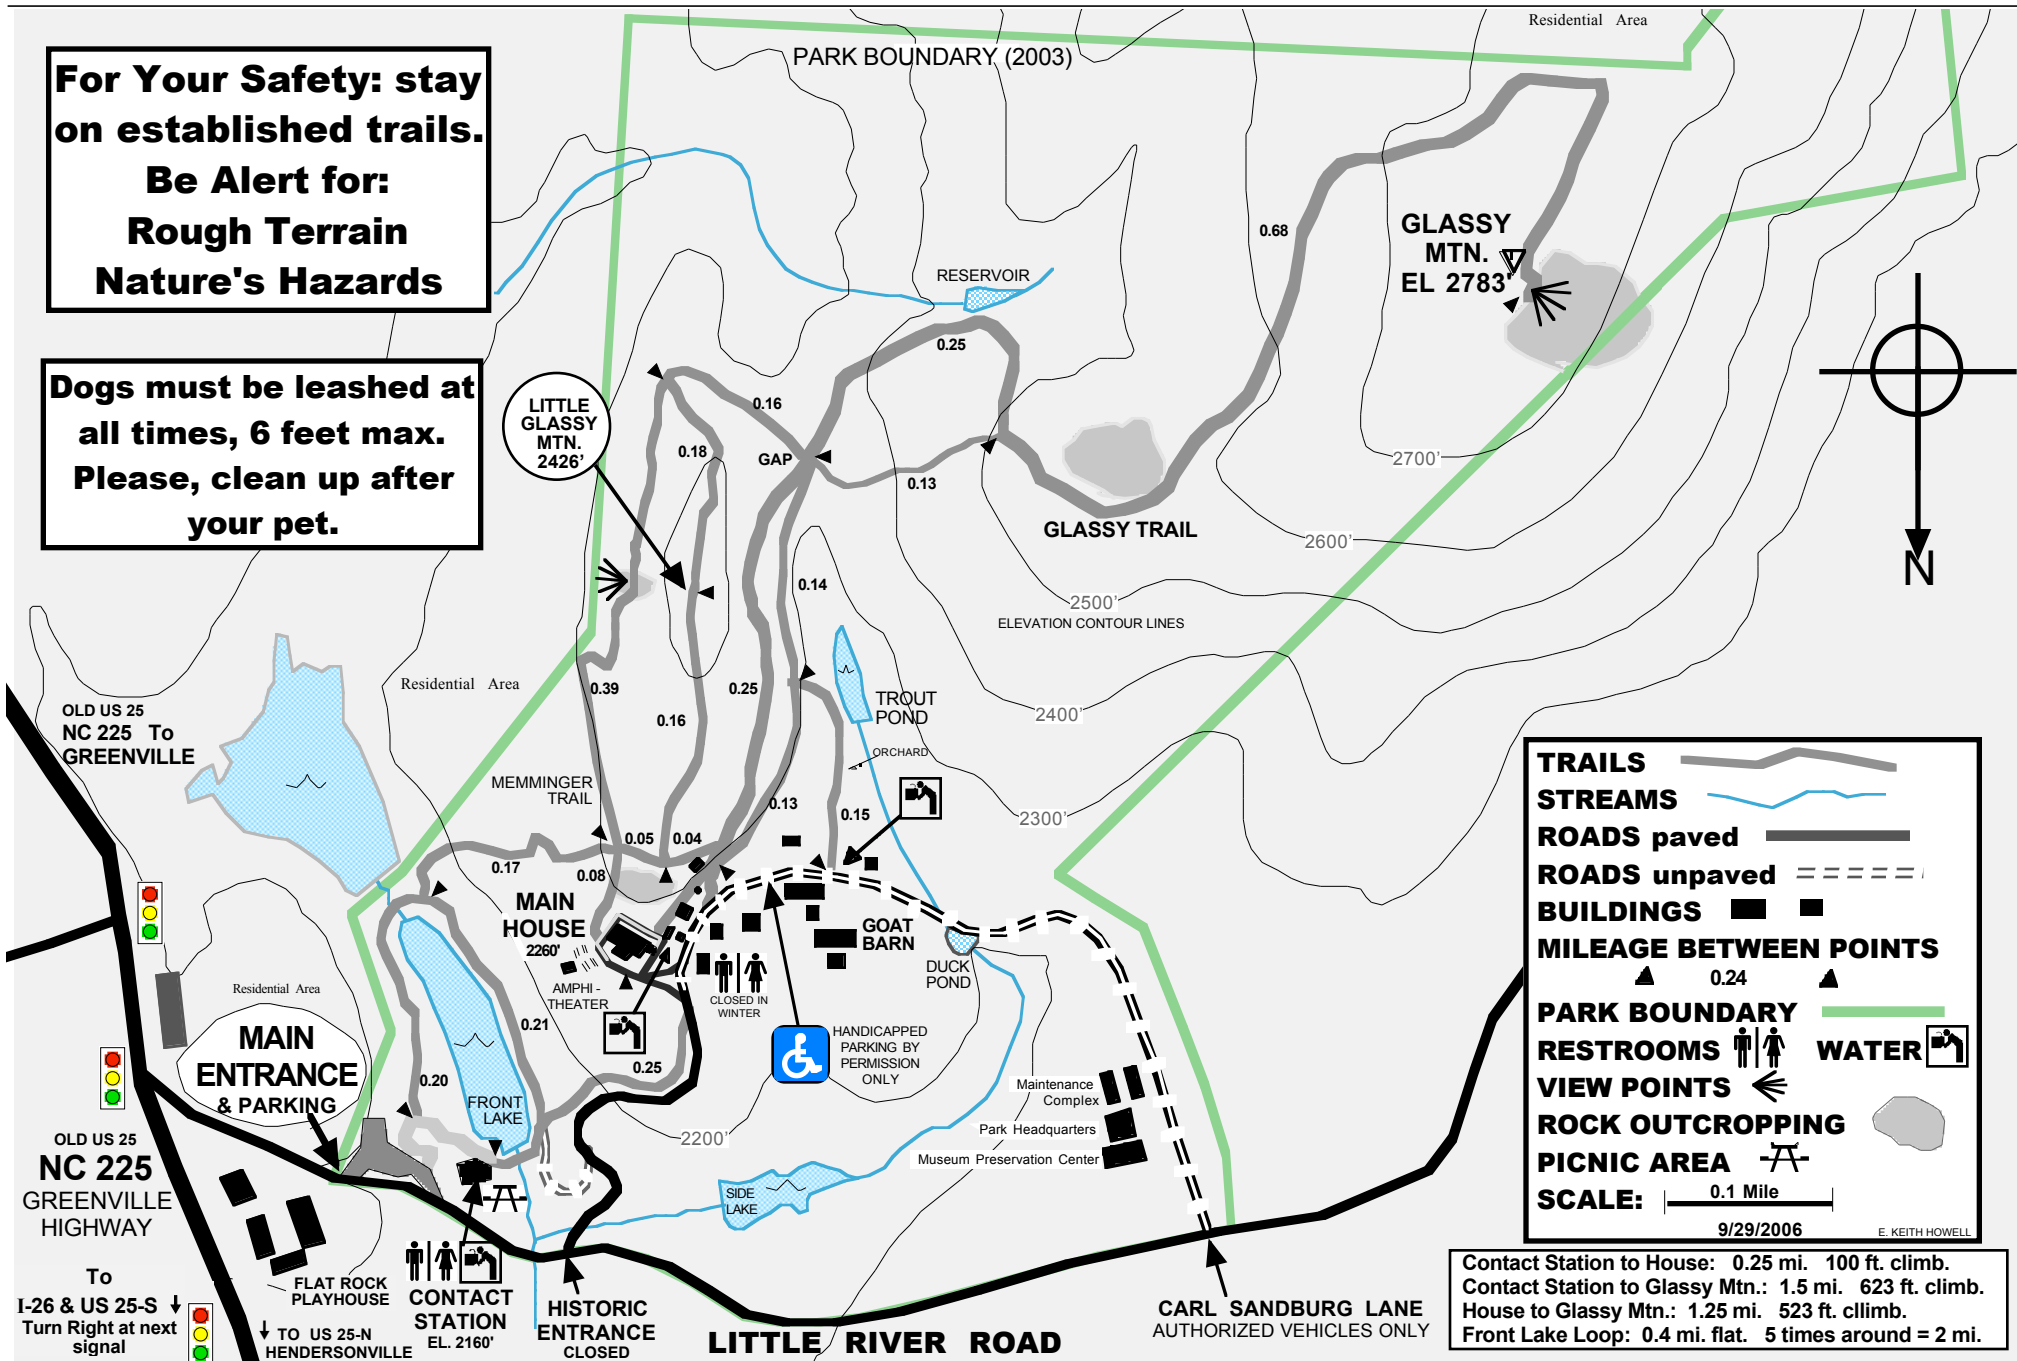 Residential Area
PARK BOUNDARY (2003)
For Your Safety: stay
on established trails.
Be Alert for:
Rough Terrain
Nature's Hazards
Dogs must be leashed at
all times, 6 feet max.
Please, clean up after
your pet.
0.68
GLASSY
MTN.
EL 2783'
RESERVOIR
0.25
LITTLE
GLASSY
MTN.
2426'
0.16
0.18
GAP
0.13
GLASSY TRAIL
2700'
2600'
2500'
ELEVATION CONTOUR LINES
N
0.14
Residential Area
0.39
0.25
0.16
TROUT
POND
2400'
ORCHARD
OLD US 25
NC 225 To
GREENVILLE
MEMMINGER
TRAIL
0.13
0.15
2300'
0.05
0.04
0.17
0.08
MAIN
HOUSE
2260'
GOAT
BARN
DUCK
POND
AMPHI-
THEATER
CLOSED IN
WINTER
HANDICAPPED
PARKING BY
PERMISSION
ONLY
Residential Area
MAIN
ENTRANCE
& PARKING
0.21
0.20
0.25
FRONT
LAKE
2200'
Maintenance
Complex
Park Headquarters
Museum Preservation Center
SIDE
LAKE
OLD US 25
NC 225
GREENVILLE
HIGHWAY
To
I-26 & US 25-S
Turn Right at next
signal
FLAT ROCK
PLAYHOUSE
TO US 25-N
HENDERSONVILLE
CONTACT
STATION
EL. 2160'
HISTORIC
ENTRANCE
CLOSED
LITTLE RIVER ROAD
CARL SANDBURG LANE
AUTHORIZED VEHICLES ONLY
TRAILS
STREAMS
ROADS paved
ROADS unpaved
BUILDINGS
MILEAGE BETWEEN POINTS
0.24
PARK BOUNDARY
RESTROOMS WATER
VIEW POINTS
ROCK OUTCROPPING
PICNIC AREA
SCALE: 0.1 Mile
9/29/2006
E. KEITH HOWELL
Contact Station to House: 0.25 mi. 100 ft. climb.
Contact Station to Glassy Mtn.: 1.5 mi. 623 ft. climb.
House to Glassy Mtn.: 1.25 mi. 523 ft. cllimb.
Front Lake Loop: 0.4 mi. flat. 5 times around = 2 mi.